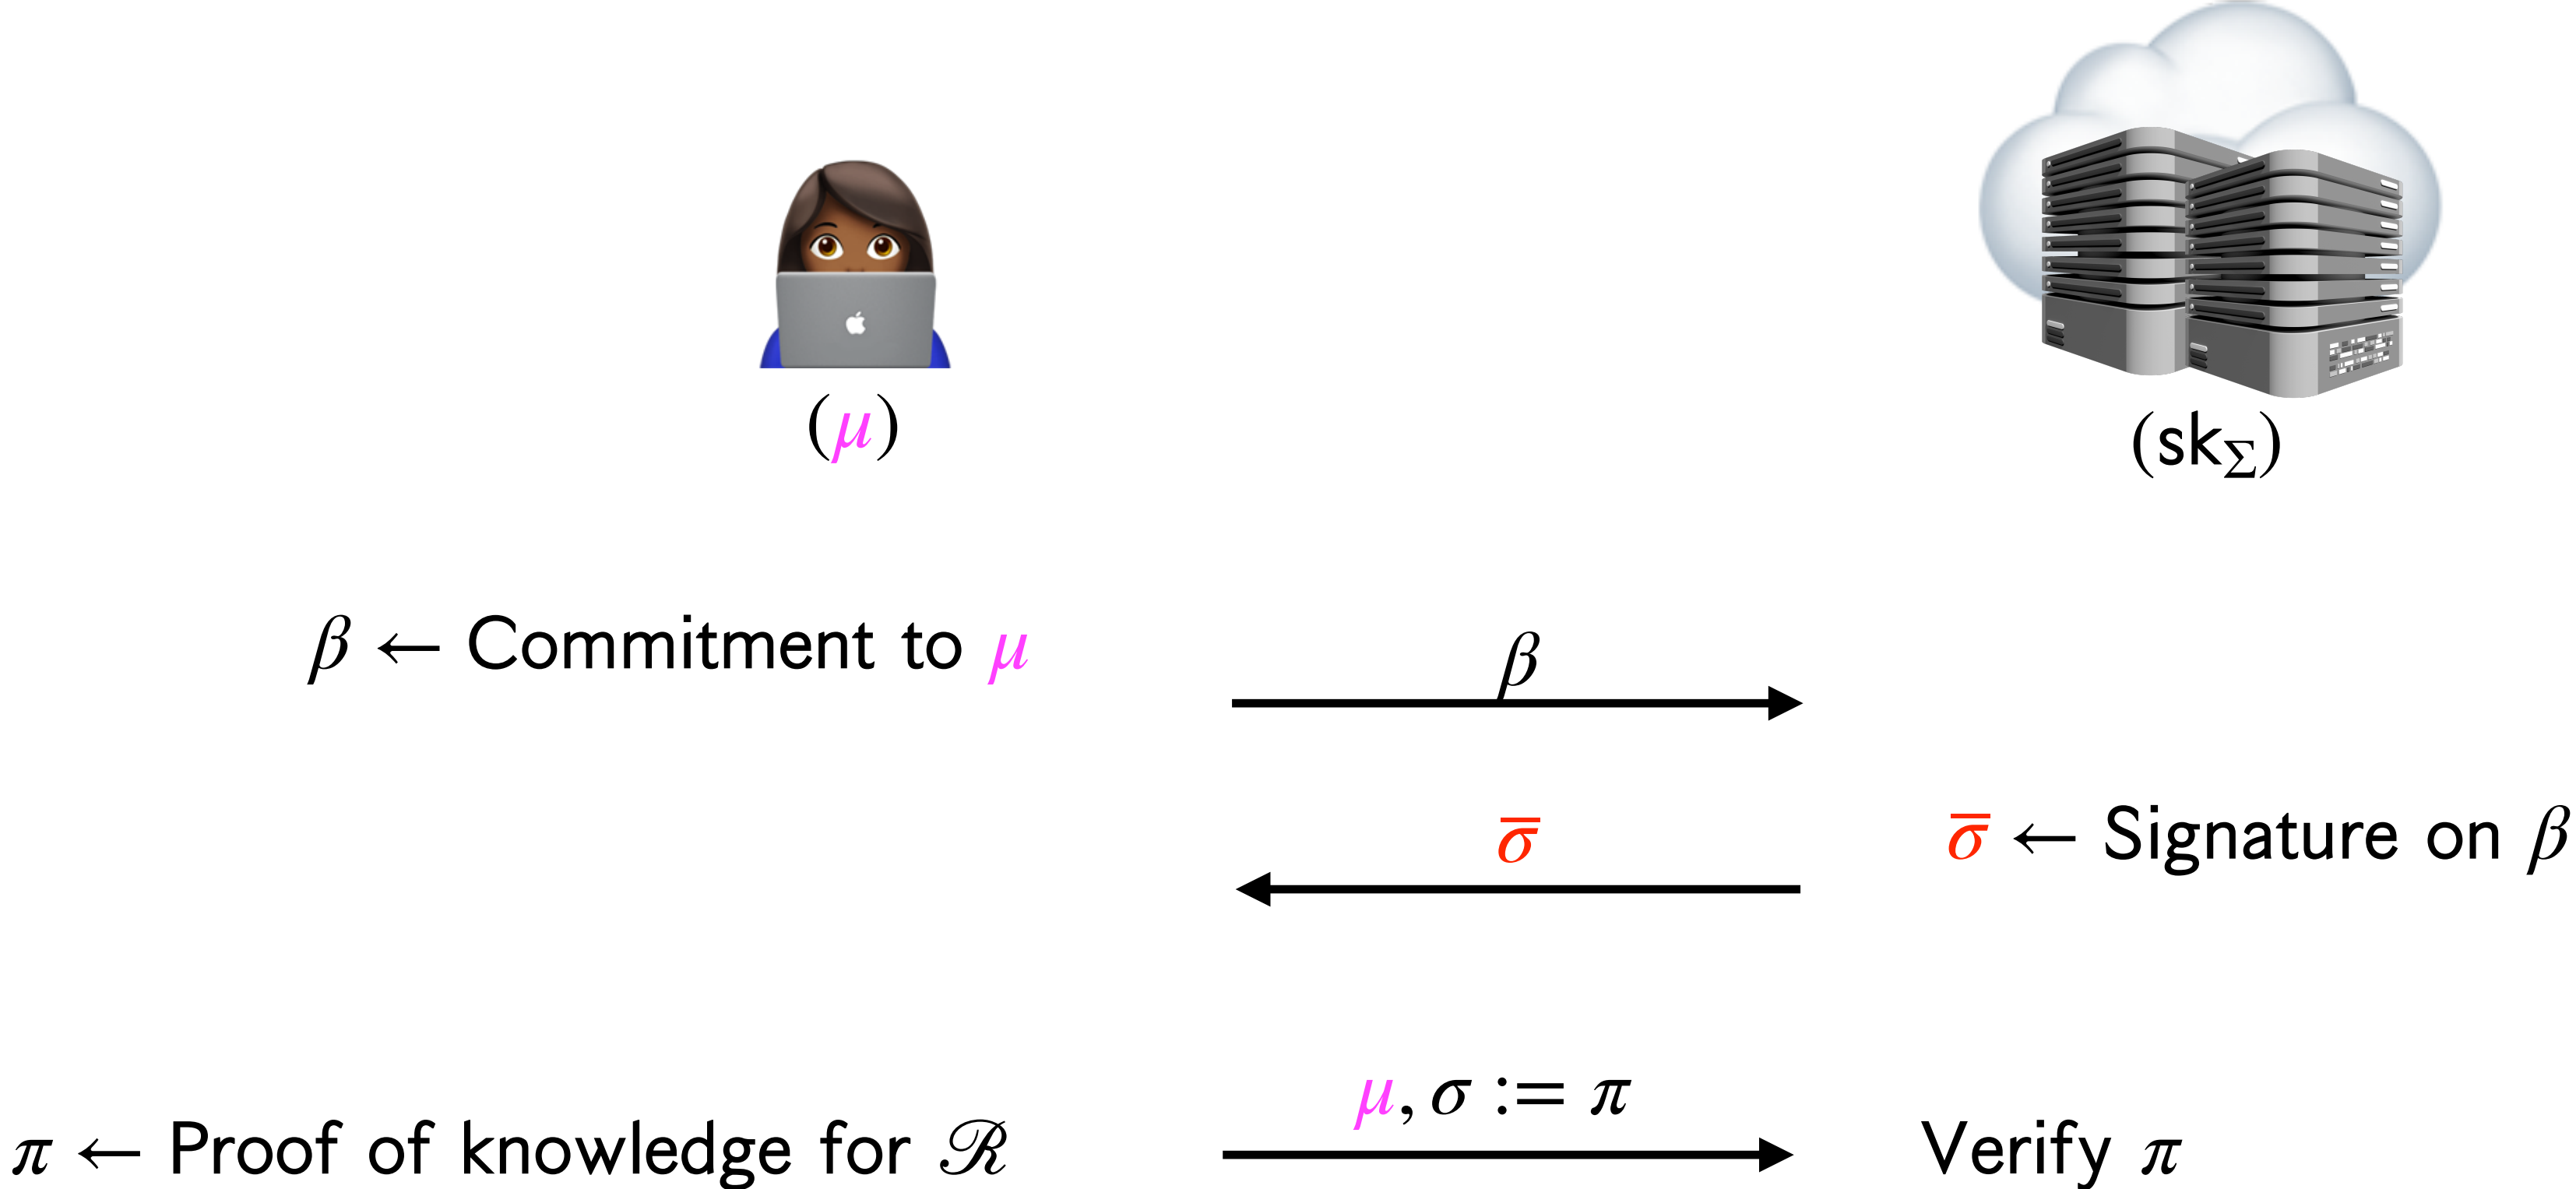 (μ)
(sk_Σ)
β ← Commitment to μ
β
σ̅
σ̅ ← Signature on β
μ, σ := π
π ← Proof of knowledge for ℛ
Verify π